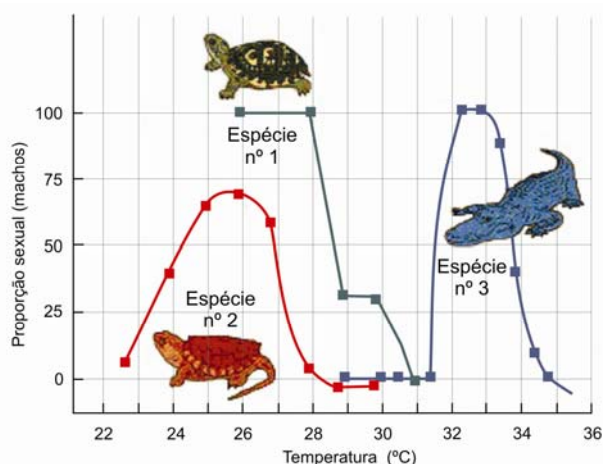 Proporção sexual (machos)
100
75
50
25
0
Espécie
nº 1
Espécie
nº 2
Espécie
nº 3
22 24 26 28 30 32 34 36
Temperatura (ºC)